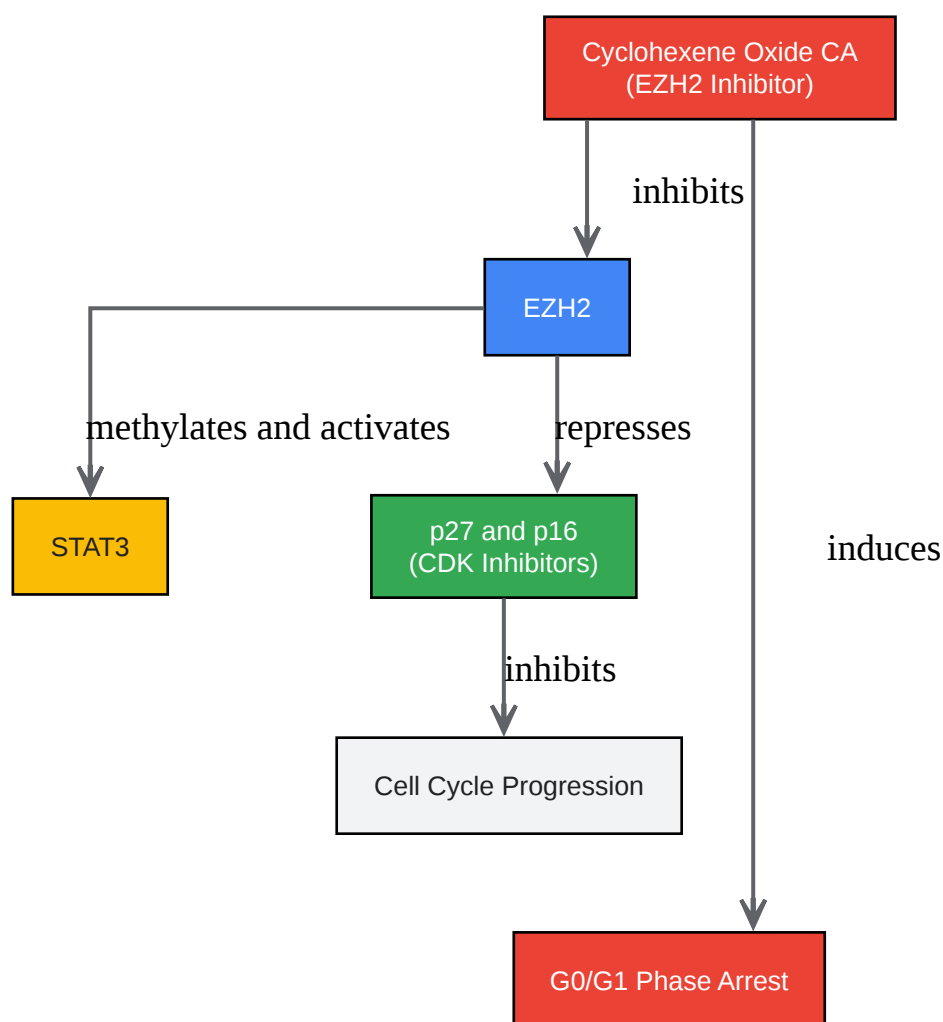 Cyclohexene Oxide CA
(EZH2 Inhibitor)
inhibits
EZH2
methylates and activates
represses
STAT3
p27 and p16
(CDK Inhibitors)
induces
inhibits
Cell Cycle Progression
G0/G1 Phase Arrest